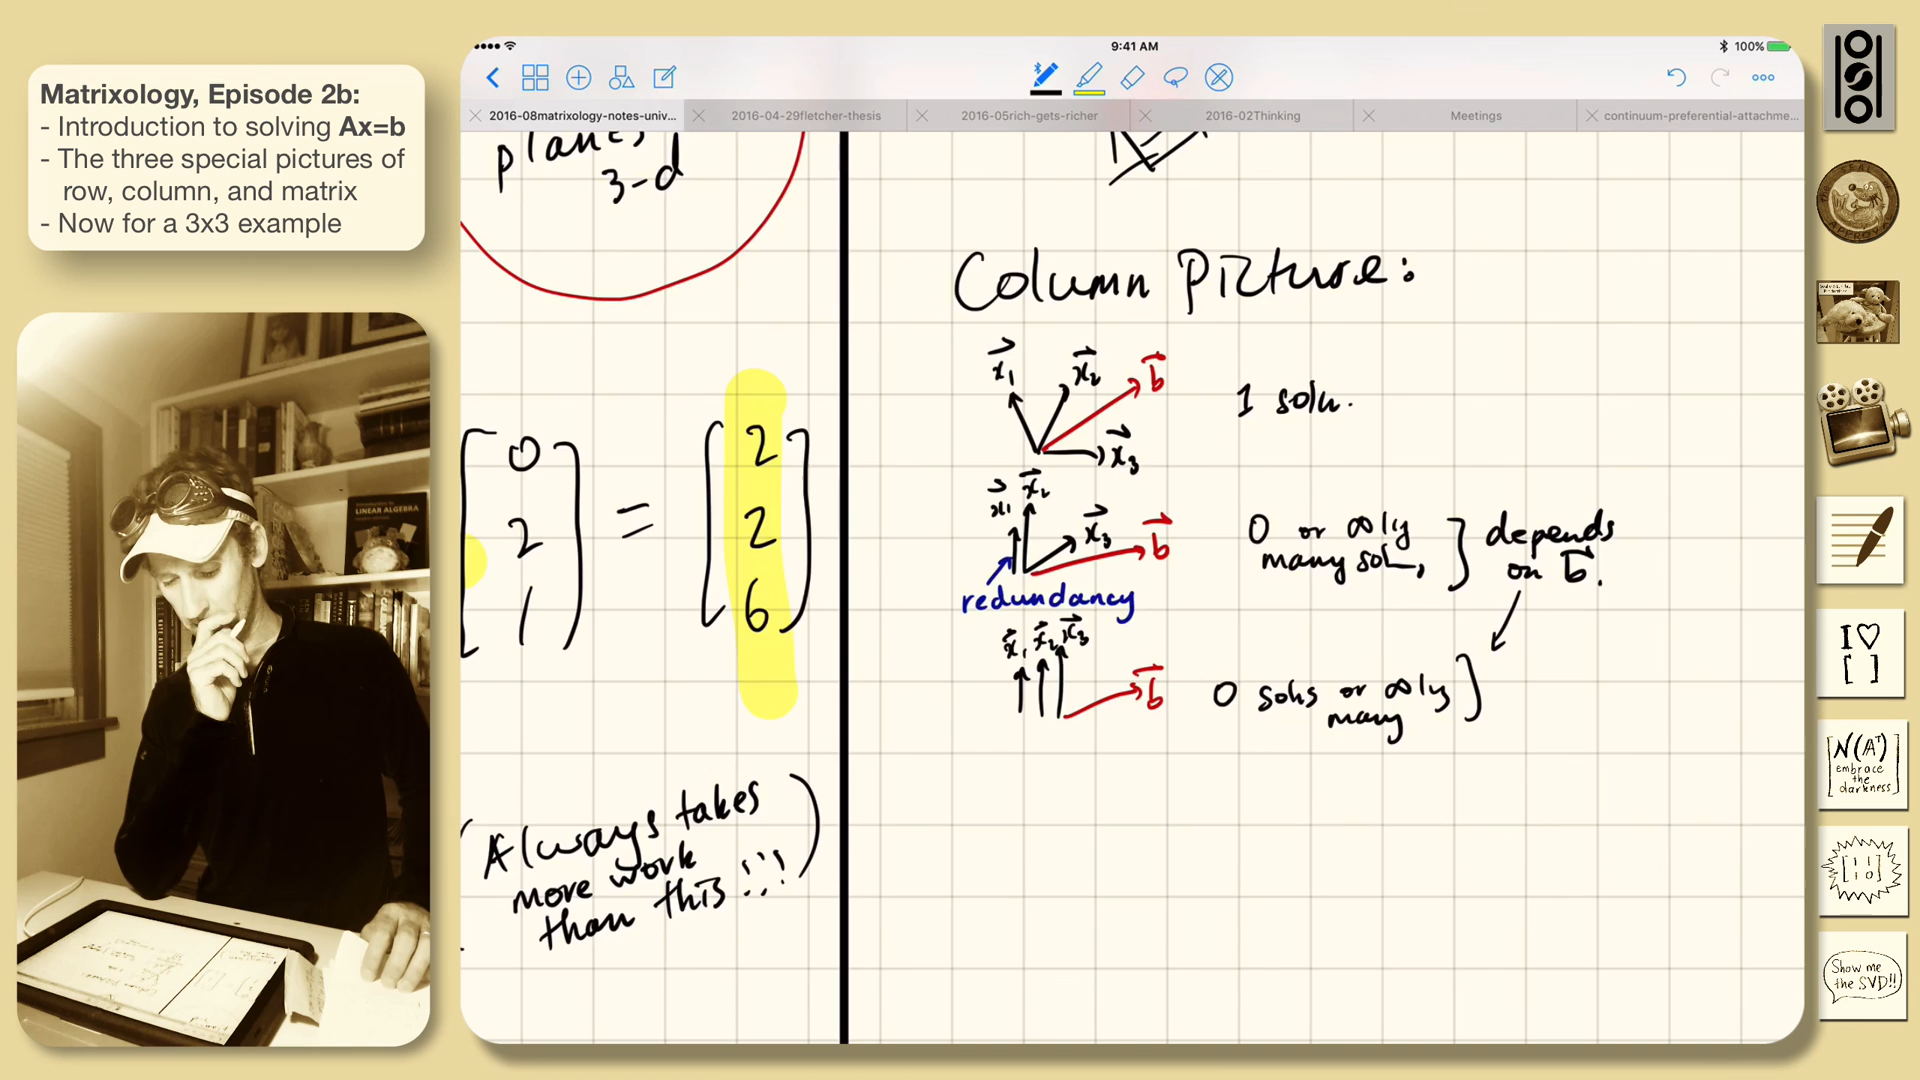 Matrixology, Episode 2b:
- Introduction to solving Ax=b
- The three special pictures of
row, column, and matrix
- Now for a 3x3 example
9:41 AM
100%
2016-08matrixology-notes-univ...
2016-04-29fletcher-thesis
2016-05rich-gets-richer
2016-02Thinking
Meetings
continuum-preferential-attachme...
planes
3-d
0
2
1
=
2
2
6
(Always takes
more work
than this!!!)
Column Picture:
x1 x2 b
x3
1 soln.
x1 x2
x3 b
redundancy
0 or ∞ly
many sol,
depends
on b.
x1 x2 x3
b
0 solns or ∞ly
many
LINEAR ALGEBRA
I ♡
[ ]
N(Aᵀ)
embrace
the
darkness
Show me
the SVD!!